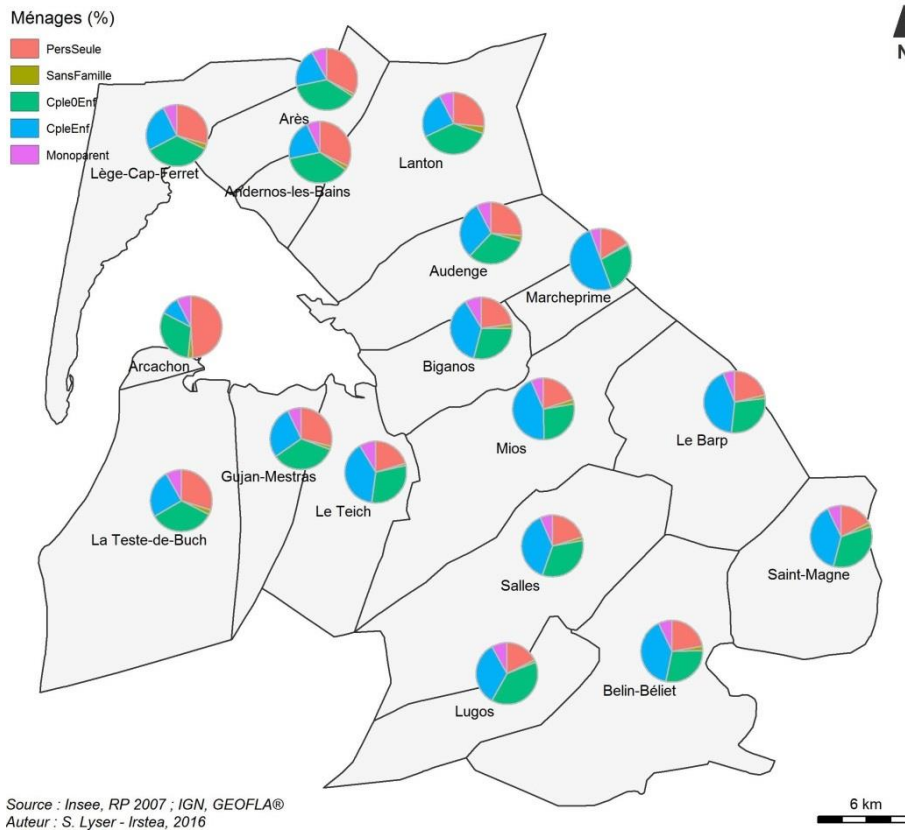 Ménages (%)
PersSeule
SansFamille
Cple0Enf
CpleEnf
Monoparent
N
Arès
Lège-Cap-Ferret
Andernos-les-Bains
Lanton
Audenge
Marcheprime
Arcachon
Biganos
Mios
Le Barp
Gujan-Mestras
Le Teich
La Teste-de-Buch
Salles
Saint-Magne
Lugos
Belin-Béliet
Source : Insee, RP 2007 ; IGN, GEOFLA®
Auteur : S. Lyser - Irstea, 2016
6 km